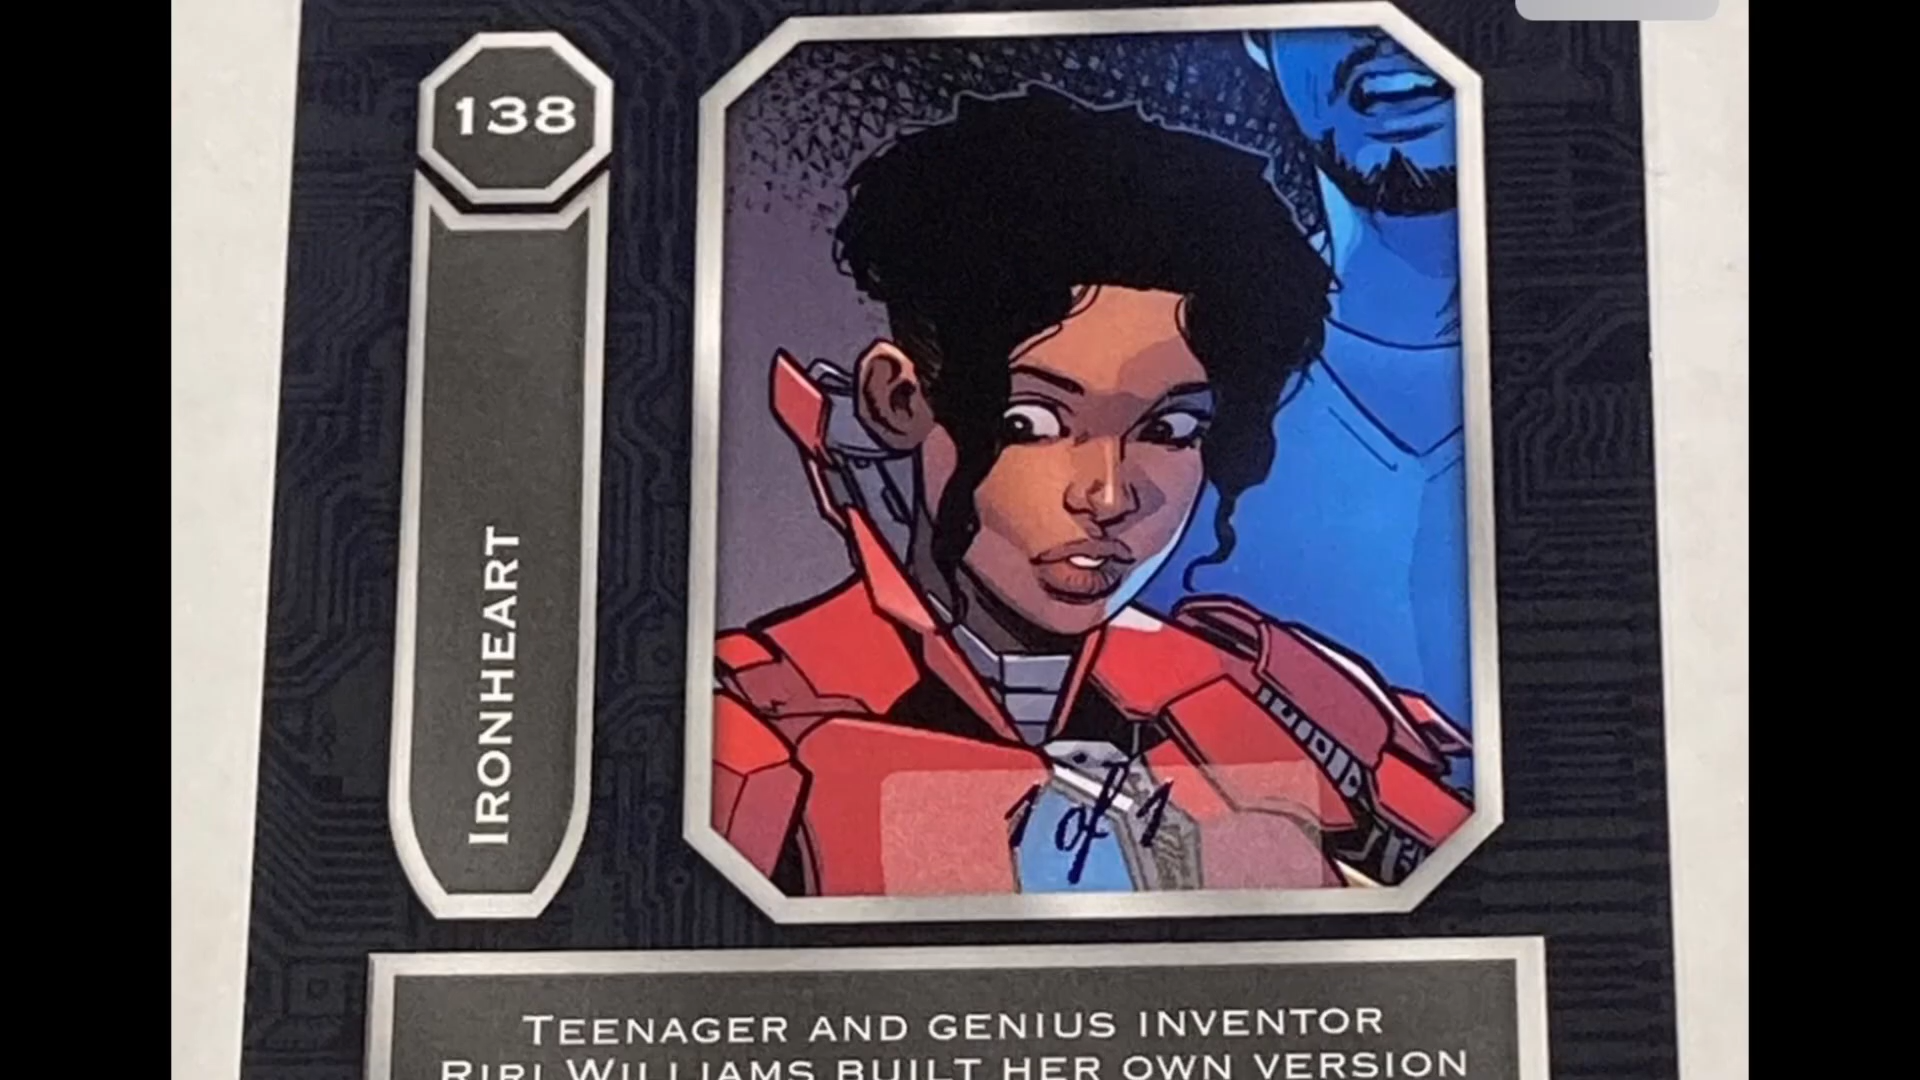 138
IRONHEART
1 of 1
TEENAGER AND GENIUS INVENTOR
RIRI WILLIAMS BUILT HER OWN VERSION